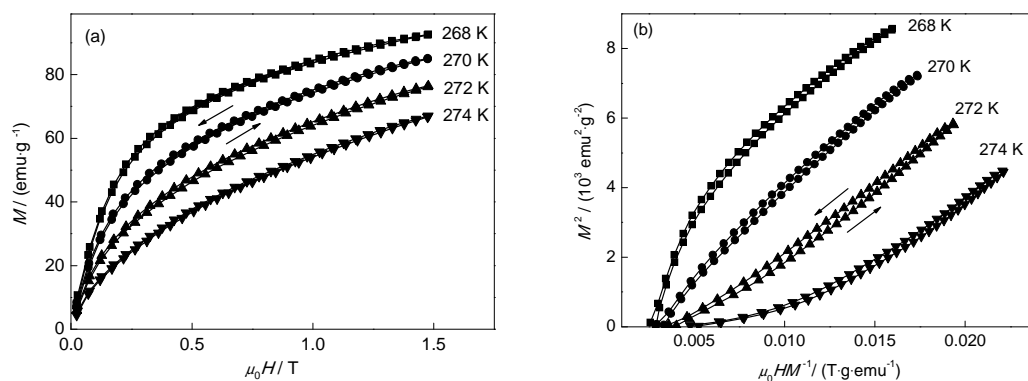 (a)
268 K
270 K
272 K
274 K
M / (emu·g⁻¹)
80
60
40
20
0
0.0
0.5
1.0
1.5
μ₀H / T
(b)
268 K
270 K
272 K
274 K
M² / (10³ emu²·g⁻²)
8
6
4
2
0
0.005
0.010
0.015
0.020
μ₀HM⁻¹/ (T·g·emu⁻¹)